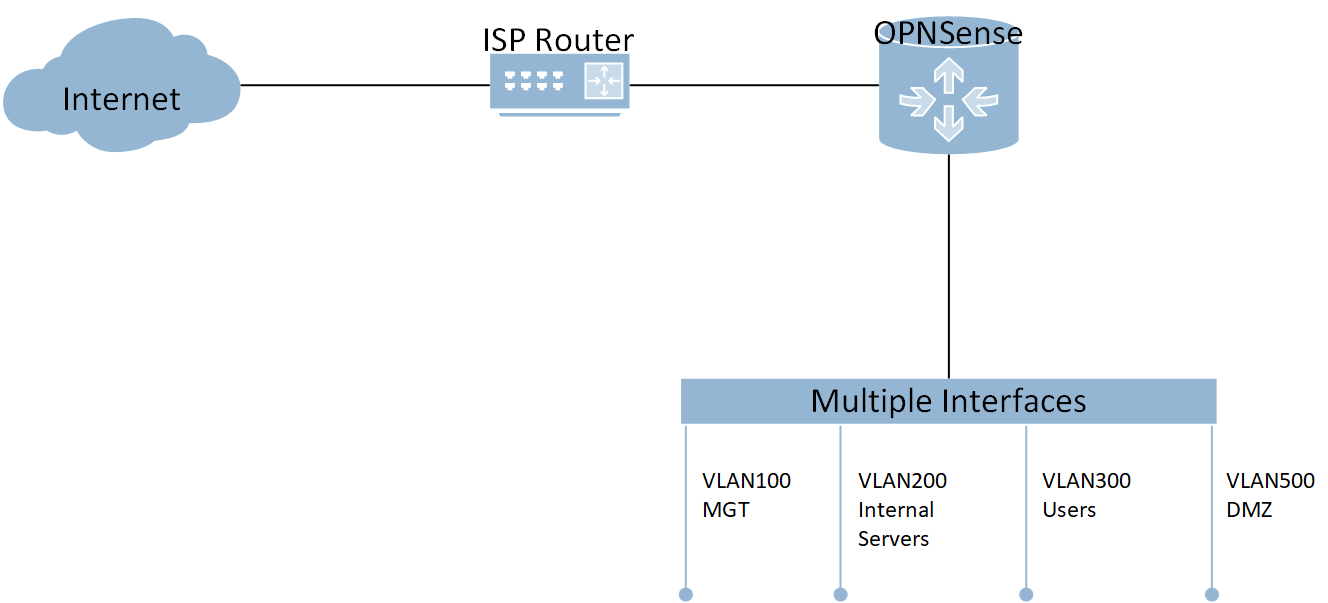 ISP Router
OPNSense
Internet
Multiple Interfaces
VLAN100
MGT
VLAN200
Internal
Servers
VLAN300
Users
VLAN500
DMZ